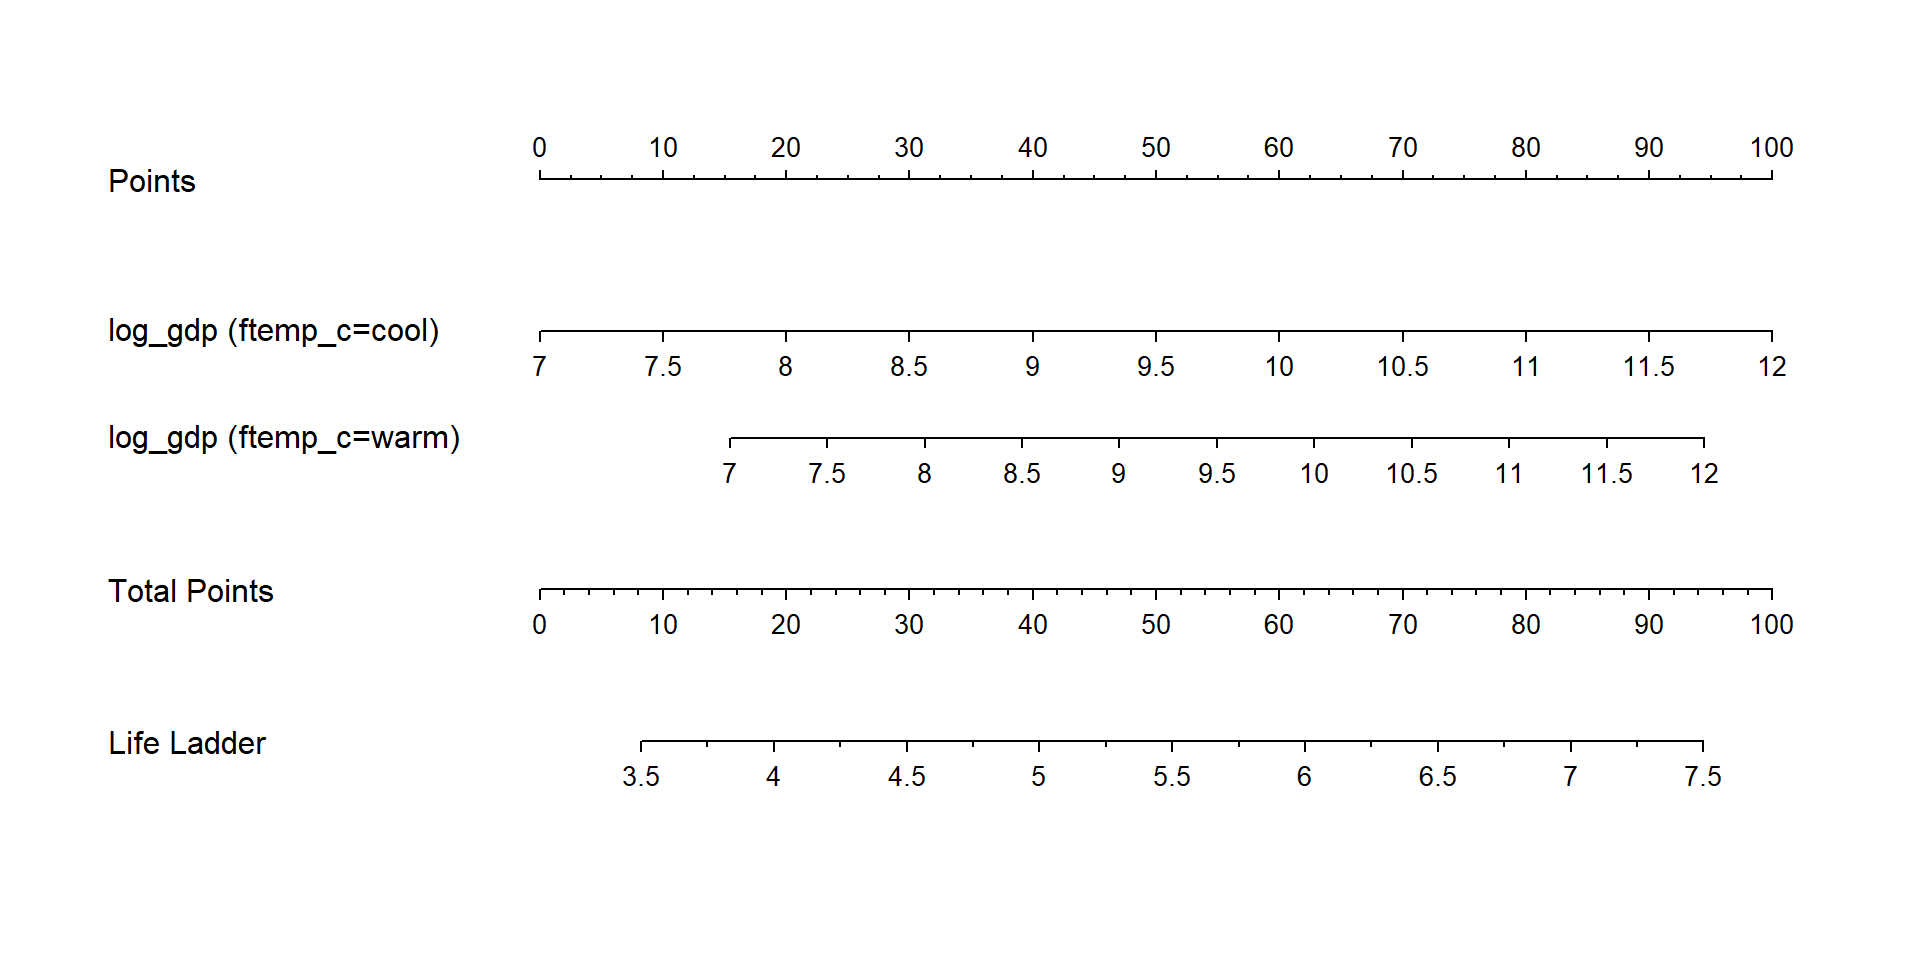 0 10 20 30 40 50 60 70 80 90 100
Points
log_gdp (ftemp_c=cool)
7 7.5 8 8.5 9 9.5 10 10.5 11 11.5 12
log_gdp (ftemp_c=warm)
7 7.5 8 8.5 9 9.5 10 10.5 11 11.5 12
Total Points
0 10 20 30 40 50 60 70 80 90 100
Life Ladder
3.5 4 4.5 5 5.5 6 6.5 7 7.5